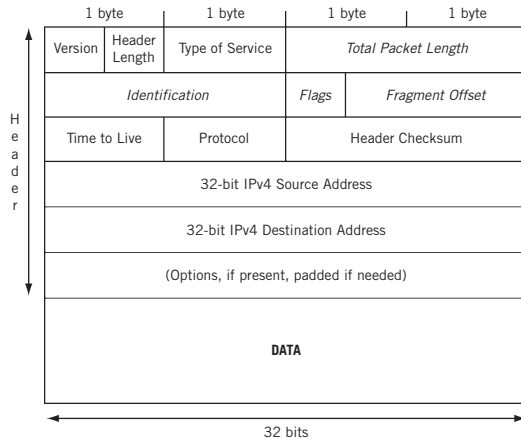 1 byte 1 byte 1 byte 1 byte
Version Header Length Type of Service Total Packet Length
Identification Flags Fragment Offset
Time to Live Protocol Header Checksum
32-bit IPv4 Source Address
32-bit IPv4 Destination Address
(Options, if present, padded if needed)
DATA
32 bits
Header